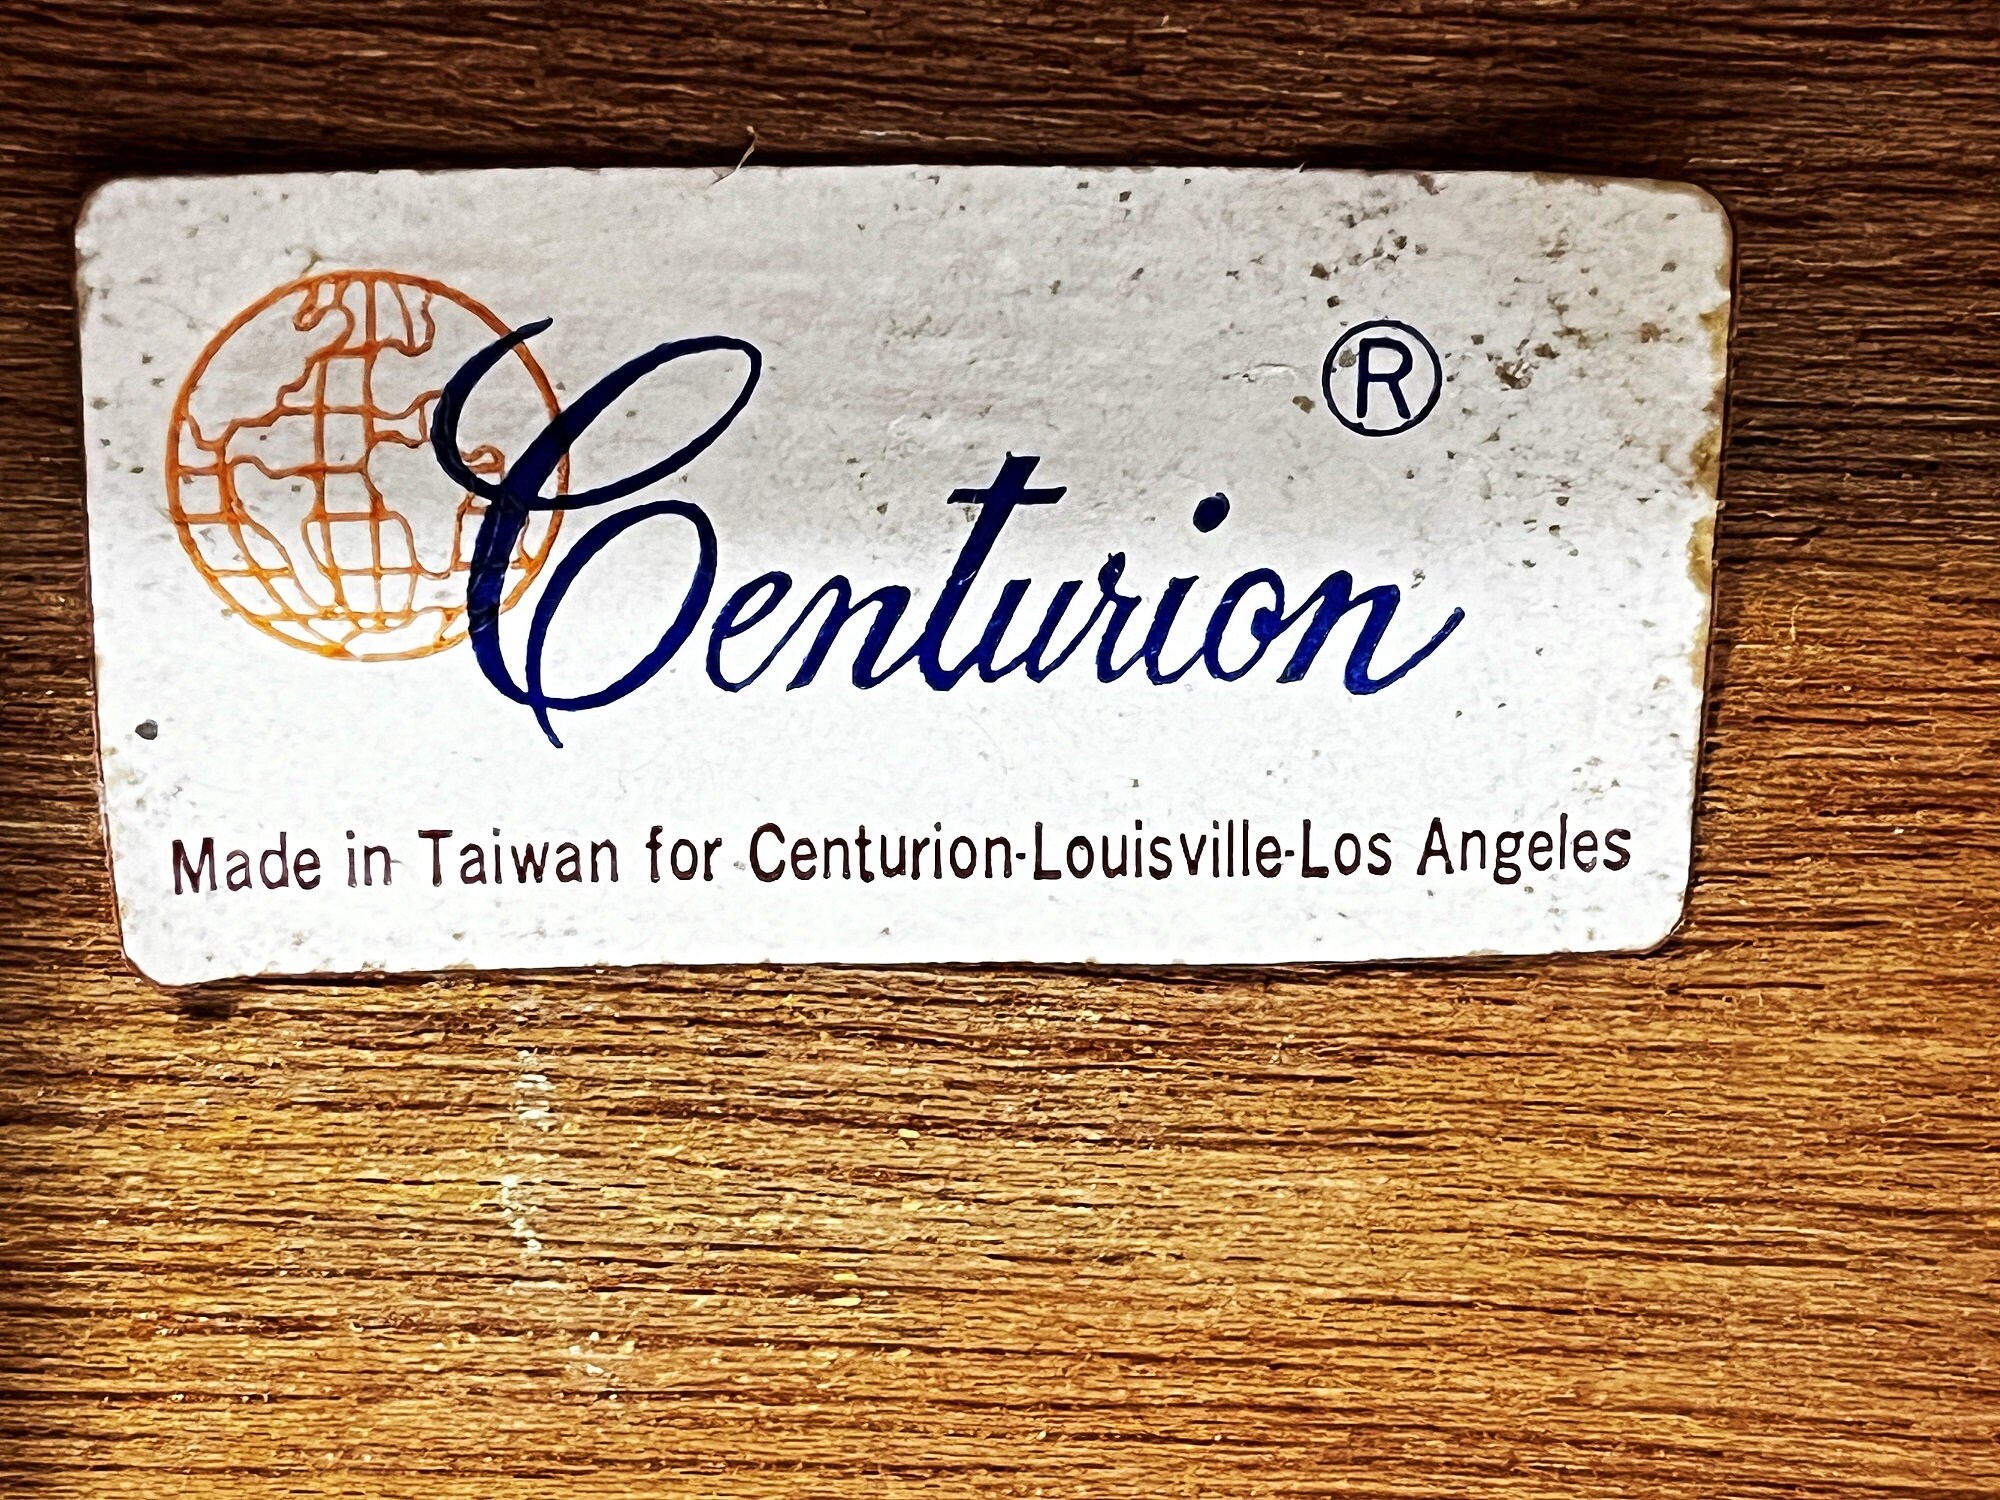 Centurion ®
Made in Taiwan for Centurion-Louisville-Los Angeles